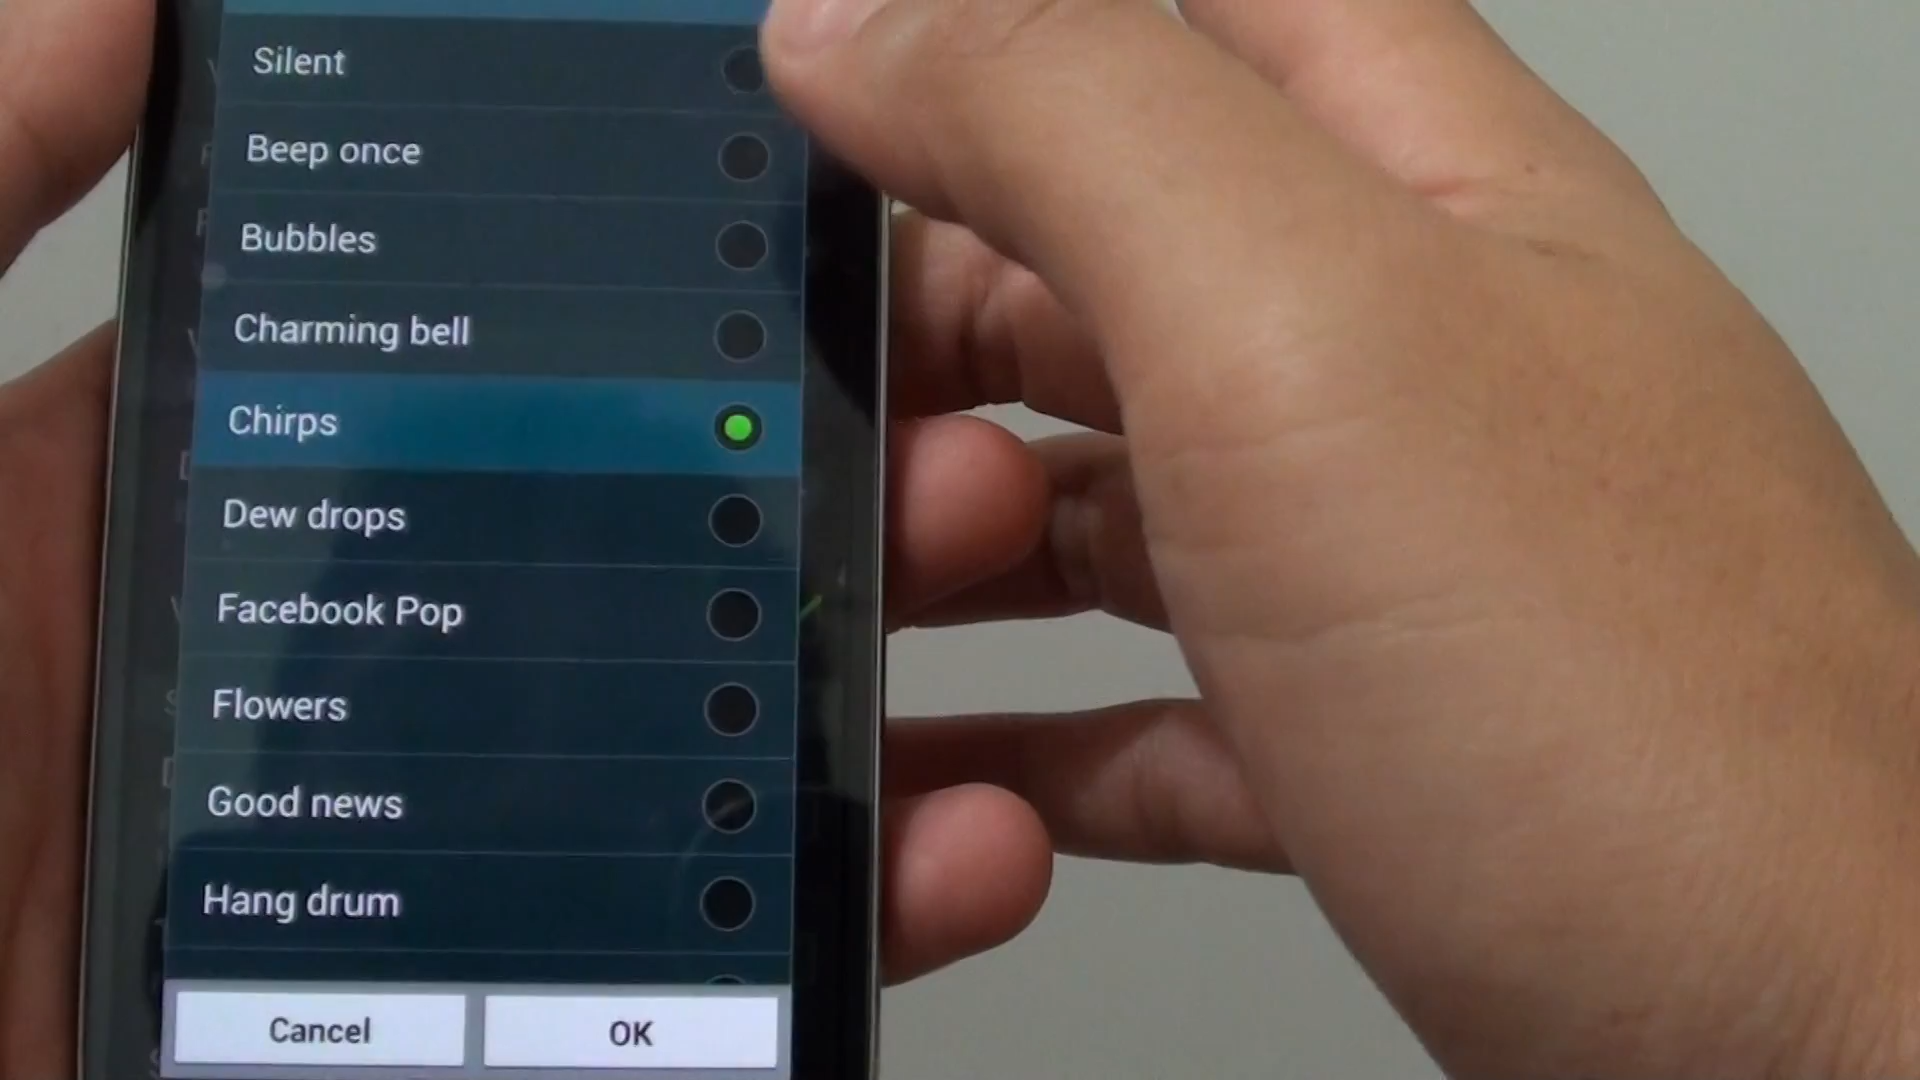 Silent
Beep once
Bubbles
Charming bell
Chirps
Dew drops
Facebook Pop
Flowers
Good news
Hang drum
Cancel
OK